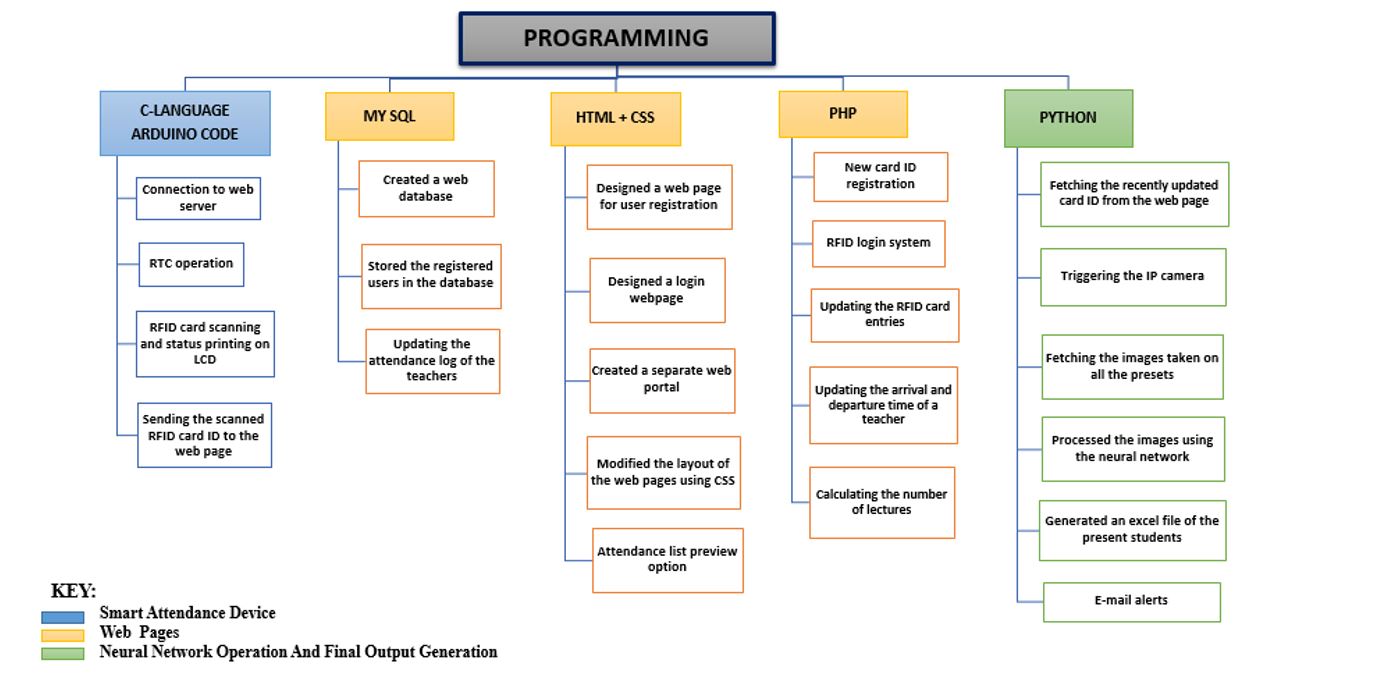 PROGRAMMING
C-LANGUAGE
ARDUINO CODE
Connection to web
server
RTC operation
RFID card scanning
and status printing on
LCD
Sending the scanned
RFID card ID to the
web page
MY SQL
Created a web
database
Stored the registered
users in the database
Updating the
attendance log of the
teachers
HTML + CSS
Designed a web page
for user registration
Designed a login
webpage
Created a separate web
portal
Modified the layout of
the web pages using CSS
Attendance list preview
option
PHP
New card ID
registration
RFID login system
Updating the RFID card
entries
Updating the arrival and
departure time of a
teacher
Calculating the number
of lectures
PYTHON
Fetching the recently updated
card ID from the web page
Triggering the IP camera
Fetching the images taken on
all the presets
Processed the images using
the neural network
Generated an excel file of the
present students
E-mail alerts
KEY:
Smart Attendance Device
Web Pages
Neural Network Operation And Final Output Generation